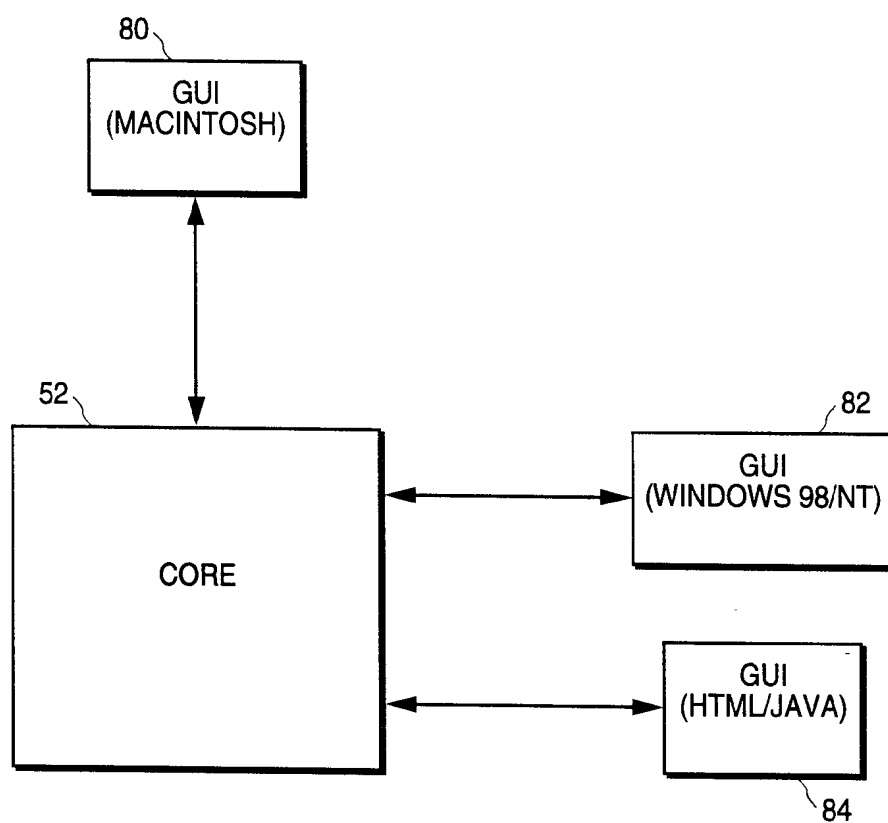 80
GUI
(MACINTOSH)
52
CORE
82
GUI
(WINDOWS 98/NT)
GUI
(HTML/JAVA)
84